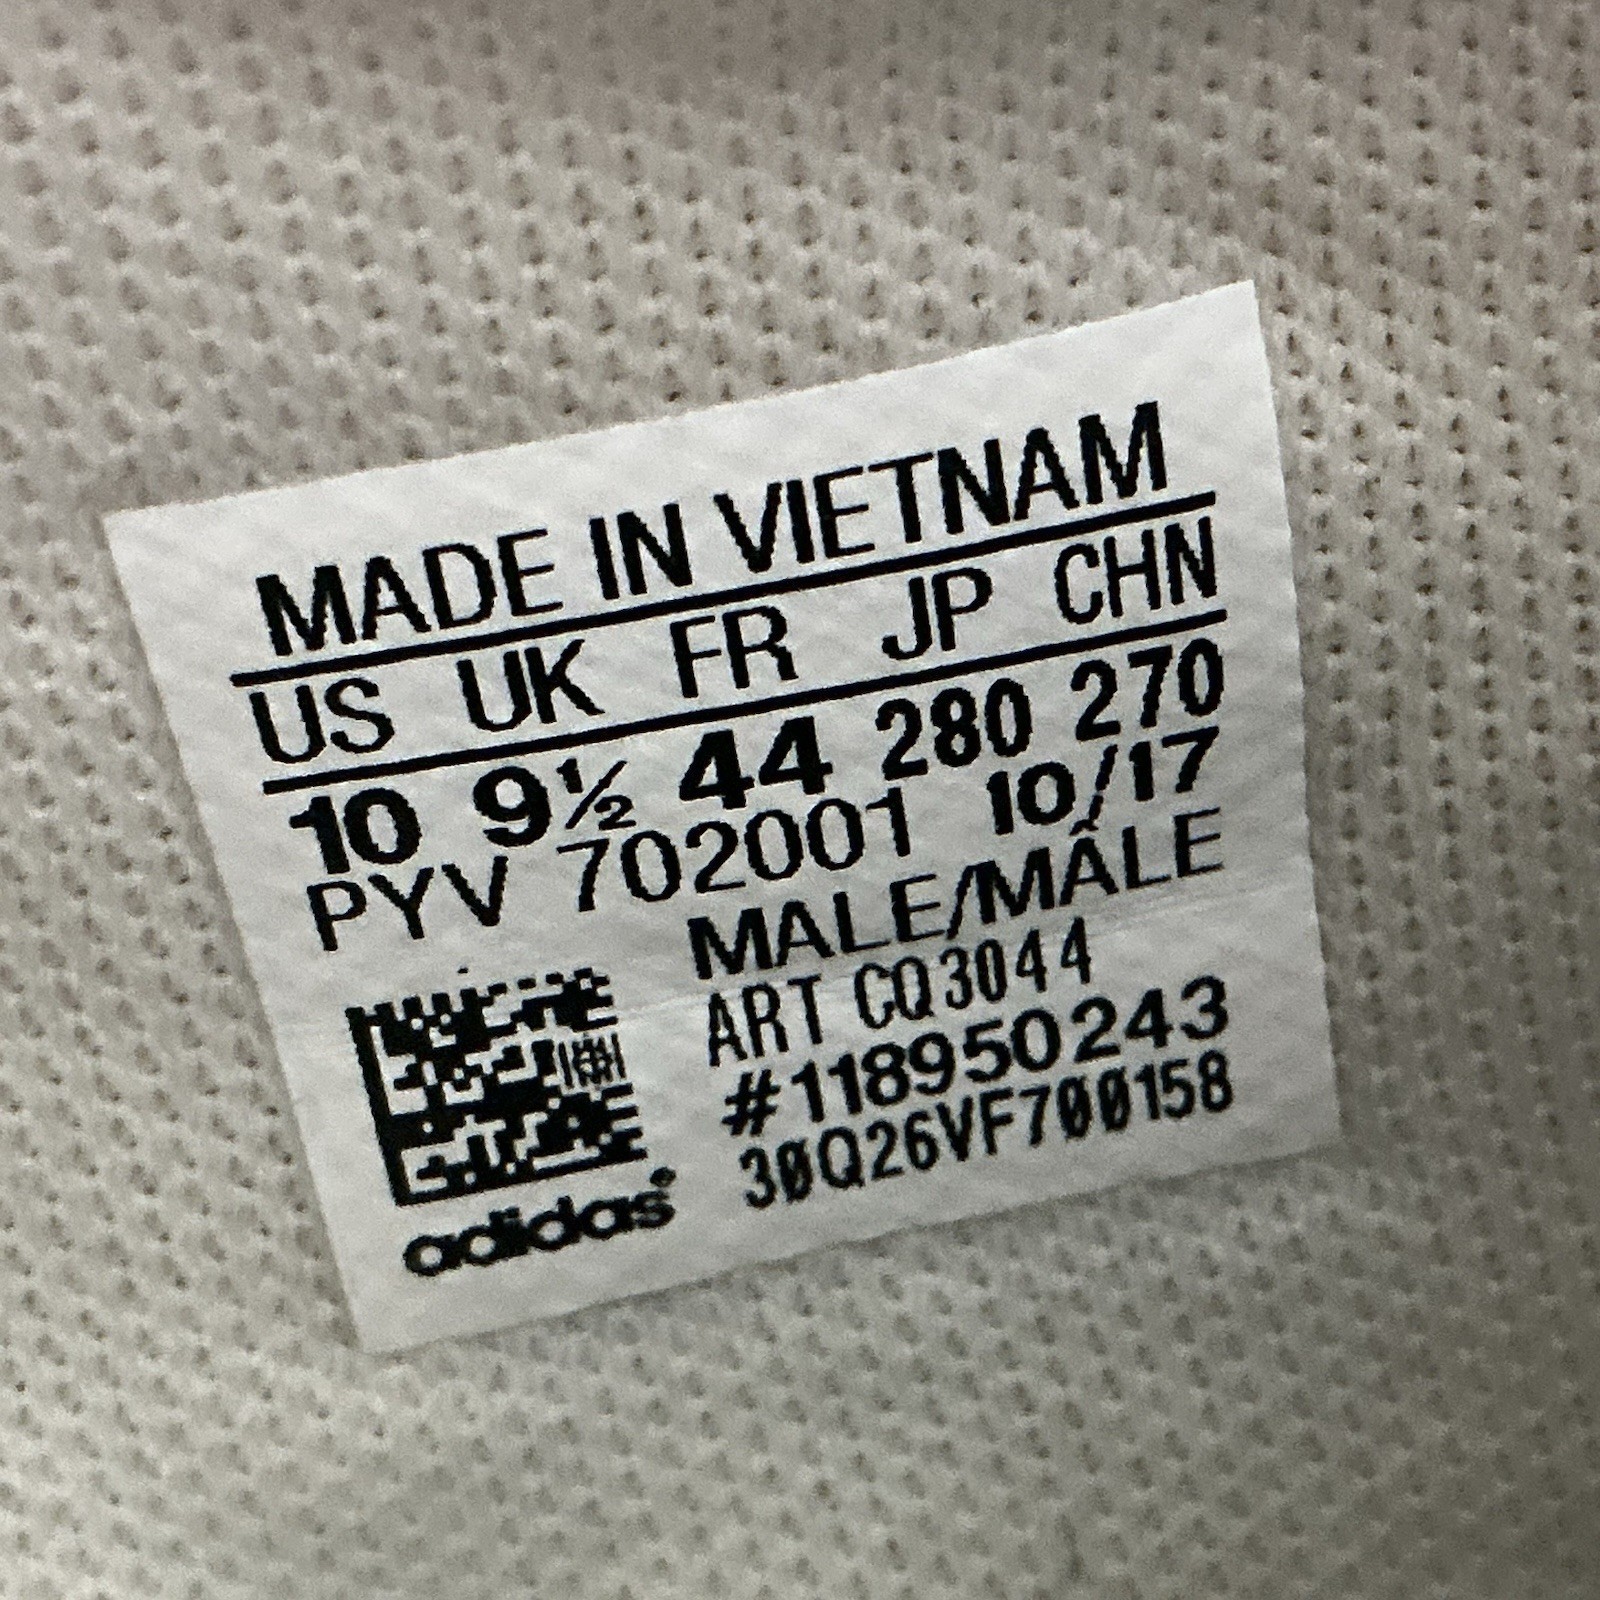 MADE IN VIETNAM
US UK FR JP CHN
10 9½ 44 280 270
PYV 702001 10/17
MALE/MÂLE
ART CQ3044
#118950243
30Q26VF700158
adidas®